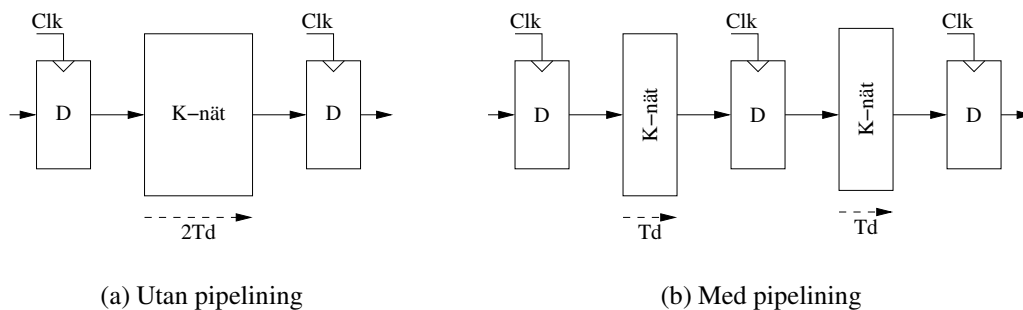 Clk
Clk
D
K−nät
D
2Td
(a) Utan pipelining
Clk
Clk
Clk
D
K−nät
D
K−nät
D
Td
Td
(b) Med pipelining